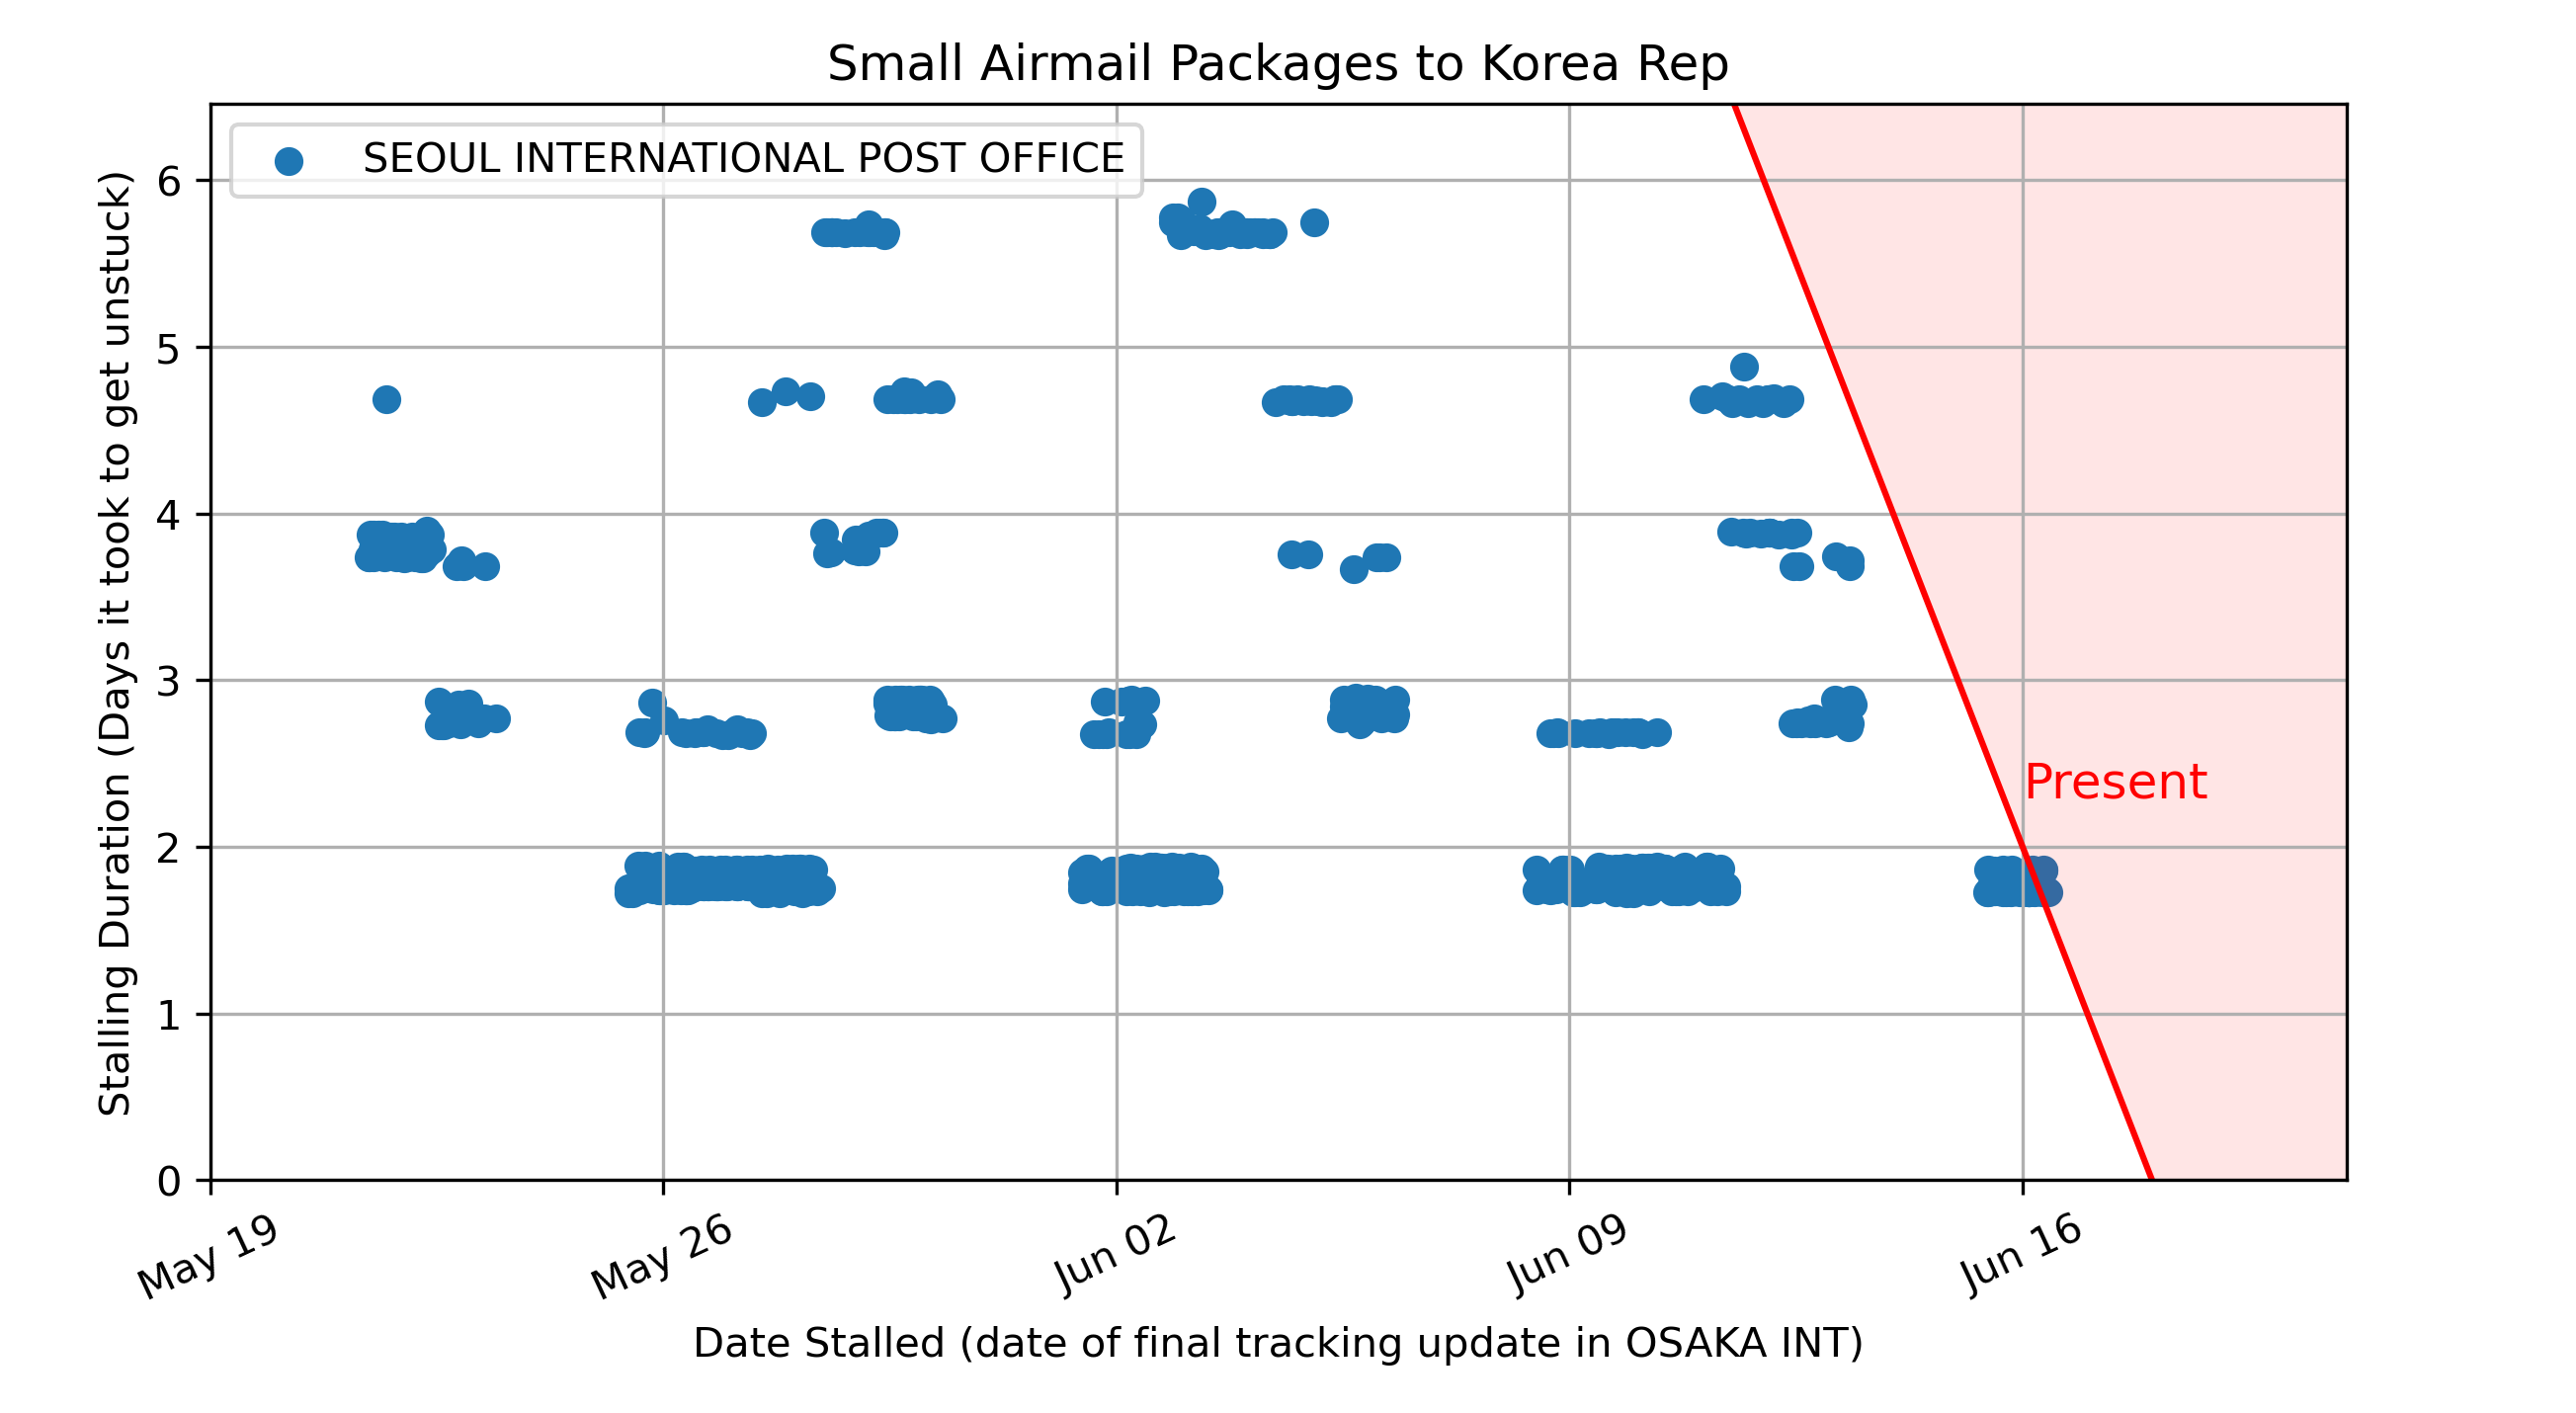 Small Airmail Packages to Korea Rep
SEOUL INTERNATIONAL POST OFFICE
Stalling Duration (Days it took to get unstuck)
6
5
4
3
2
1
0
Present
May 19
May 26
Jun 02
Jun 09
Jun 16
Date Stalled (date of final tracking update in OSAKA INT)